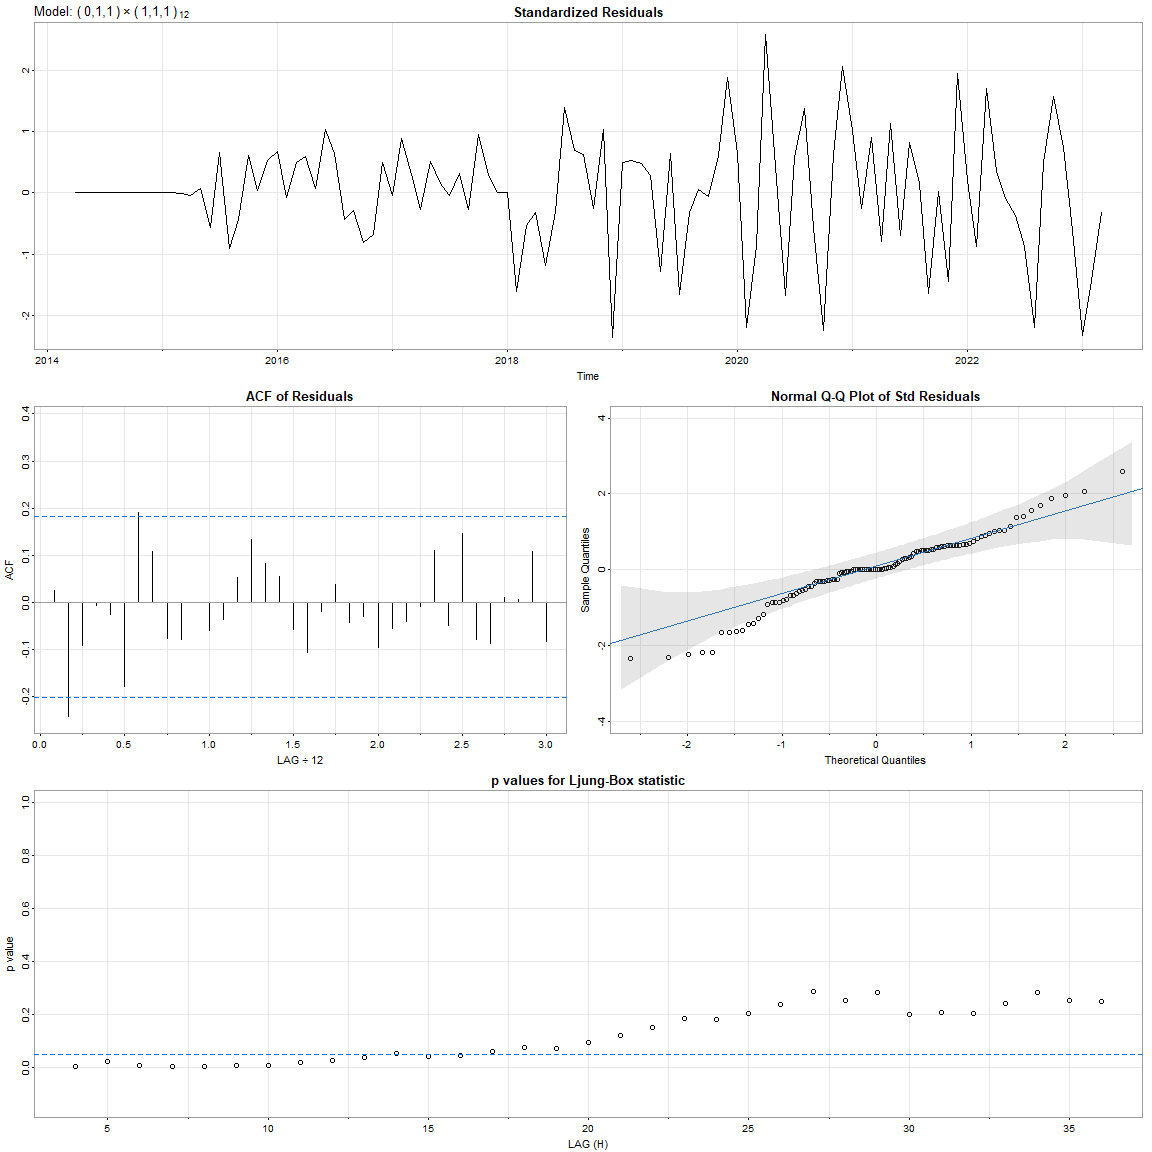 Model: ( 0,1,1 ) × ( 1,1,1 ) 12
Standardized Residuals
2
1
0
-1
-2
2014 2016 2018 2020 2022
Time
ACF of Residuals
0.4
0.3
0.2
0.1
0.0
-0.1
-0.2
ACF
0.0 0.5 1.0 1.5 2.0 2.5 3.0
LAG ÷ 12
Normal Q-Q Plot of Std Residuals
4
2
0
-2
-4
Sample Quantiles
-2 -1 0 1 2
Theoretical Quantiles
p values for Ljung-Box statistic
1.0
0.8
0.6
0.4
0.2
0.0
p value
5 10 15 20 25 30 35
LAG (H)